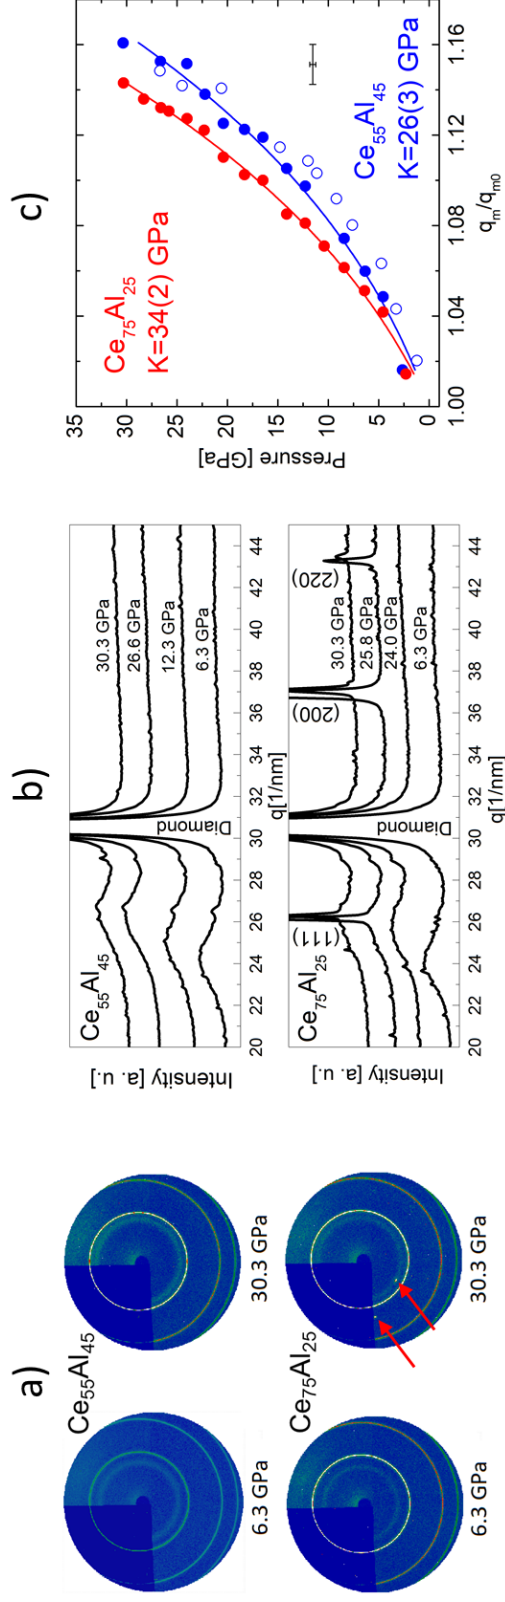 a)
Ce55Al45
6.3 GPa
30.3 GPa
Ce75Al25
6.3 GPa
30.3 GPa
b)
Intensity [a. u.]
Ce55Al45
30.3 GPa
26.6 GPa
12.3 GPa
6.3 GPa
Diamond
20 22 24 26 28 30 32 34 36 38 40 42 44
q[1/nm]
Intensity [a. u.]
Ce75Al25
(111)
(200)
(220)
30.3 GPa
25.8 GPa
24.0 GPa
6.3 GPa
Diamond
20 22 24 26 28 30 32 34 36 38 40 42 44
q[1/nm]
c)
Pressure [GPa]
35
30
25
20
15
10
5
0
Ce75Al25
K=34(2) GPa
Ce55Al45
K=26(3) GPa
1.00 1.04 1.08 1.12 1.16
qm/qm0